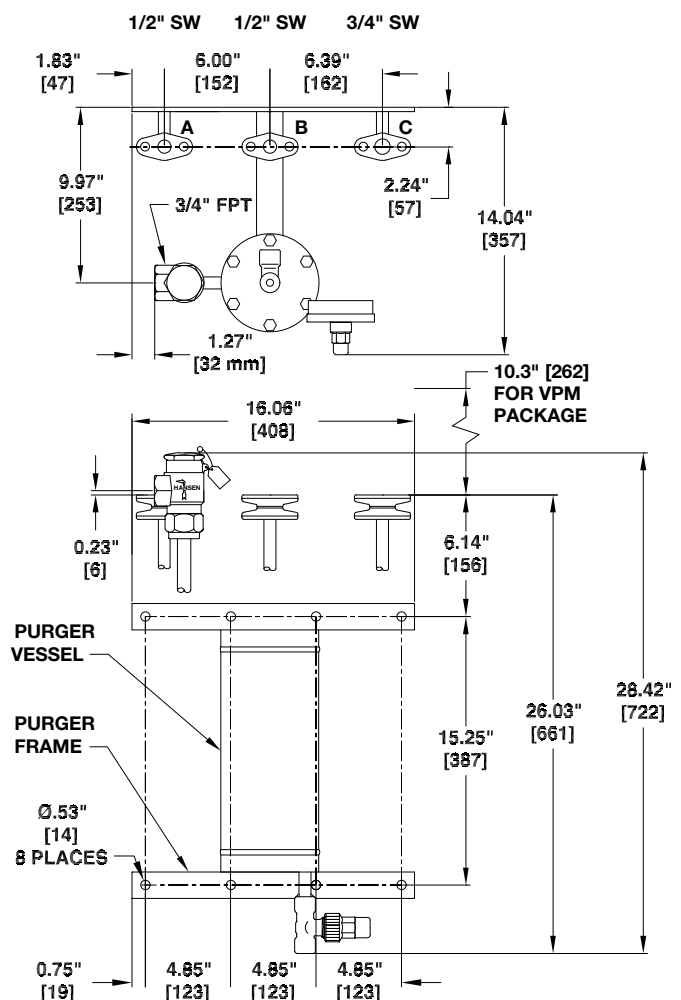 1/2" SW 1/2" SW 3/4" SW
1.83"
[47]
6.00"
[152]
6.39"
[162]
A B C
9.97"
[253]
3/4" FPT
2.24"
[57]
14.04"
[357]
1.27"
[32 mm]
10.3" [262]
FOR VPM
PACKAGE
16.06"
[408]
HANSEN
0.23"
[6]
6.14"
[156]
PURGER
VESSEL
28.42"
[722]
26.03"
[661]
PURGER
FRAME
15.25"
[387]
Ø.53"
[14]
8 PLACES
0.75"
[19]
4.85"
[123]
4.85"
[123]
4.85"
[123]